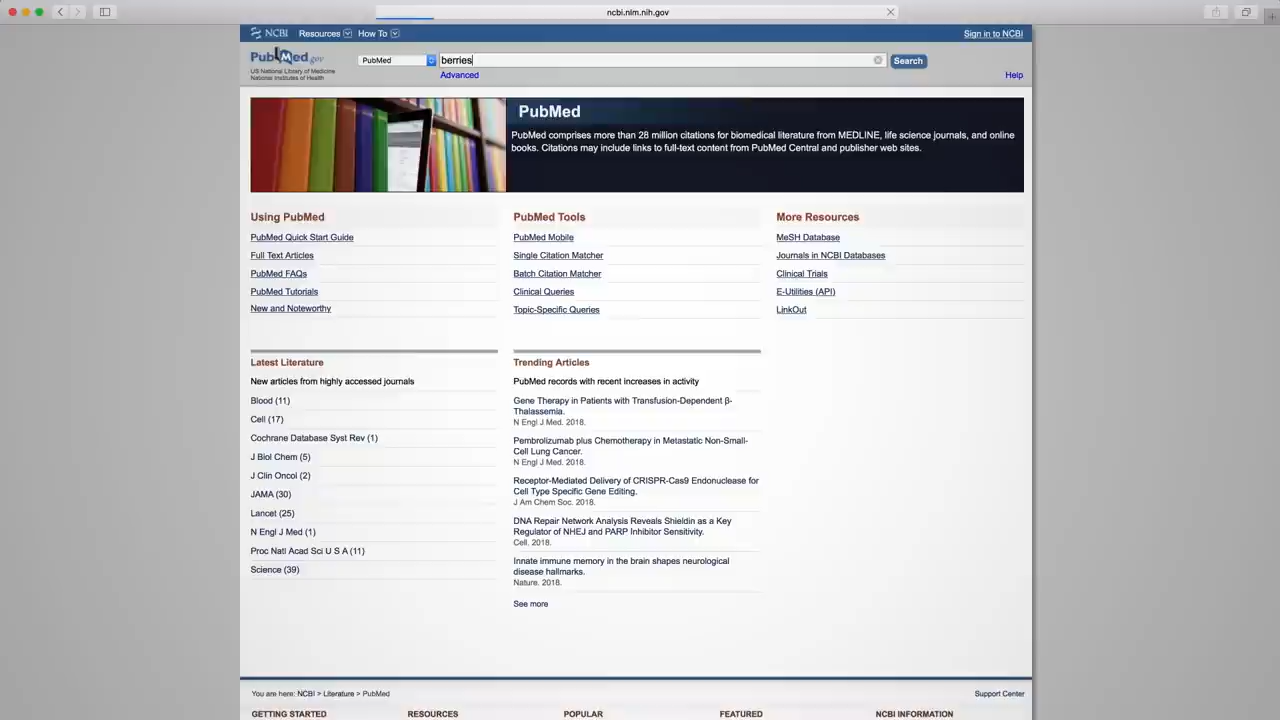 ncbi.nlm.nih.gov
NCBI Resources How To Sign in to NCBI
PubMed.gov
US National Library of Medicine
National Institutes of Health
PubMed berries Search
Advanced Help
PubMed
PubMed comprises more than 28 million citations for biomedical literature from MEDLINE, life science journals, and online
books. Citations may include links to full-text content from PubMed Central and publisher web sites.
Using PubMed
PubMed Quick Start Guide
Full Text Articles
PubMed FAQs
PubMed Tutorials
New and Noteworthy
PubMed Tools
PubMed Mobile
Single Citation Matcher
Batch Citation Matcher
Clinical Queries
Topic-Specific Queries
More Resources
MeSH Database
Journals in NCBI Databases
Clinical Trials
E-Utilities (API)
LinkOut
Latest Literature
New articles from highly accessed journals
Blood (11)
Cell (17)
Cochrane Database Syst Rev (1)
J Biol Chem (5)
J Clin Oncol (2)
JAMA (30)
Lancet (25)
N Engl J Med (1)
Proc Natl Acad Sci U S A (11)
Science (39)
Trending Articles
PubMed records with recent increases in activity
Gene Therapy in Patients with Transfusion-Dependent β-
Thalassemia.
N Engl J Med. 2018.
Pembrolizumab plus Chemotherapy in Metastatic Non-Small-
Cell Lung Cancer.
N Engl J Med. 2018.
Receptor-Mediated Delivery of CRISPR-Cas9 Endonuclease for
Cell Type Specific Gene Editing.
J Am Chem Soc. 2018.
DNA Repair Network Analysis Reveals Shieldin as a Key
Regulator of NHEJ and PARP Inhibitor Sensitivity.
Cell. 2018.
Innate immune memory in the brain shapes neurological
disease hallmarks.
Nature. 2018.
See more
You are here: NCBI > Literature > PubMed Support Center
GETTING STARTED RESOURCES POPULAR FEATURED NCBI INFORMATION